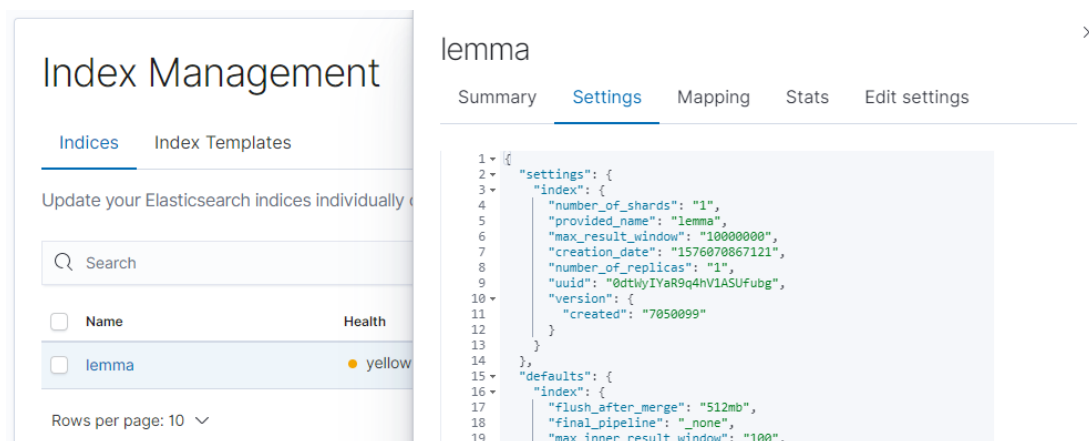 Index Management
Indices Index Templates
Update your Elasticsearch indices individually
Search
Name Health
lemma yellow
Rows per page: 10
lemma
Summary Settings Mapping Stats Edit settings
1 {
2 "settings": {
3 "index": {
4 "number_of_shards": "1",
5 "provided_name": "lemma",
6 "max_result_window": "10000000",
7 "creation_date": "1576070867121",
8 "number_of_replicas": "1",
9 "uuid": "0dtWyIYaR9q4hV1ASUfubg",
10 "version": {
11 "created": "7050099"
12 }
13 }
14 },
15 "defaults": {
16 "index": {
17 "flush_after_merge": "512mb",
18 "final_pipeline": "_none",
19 "max_inner_result_window": "100",